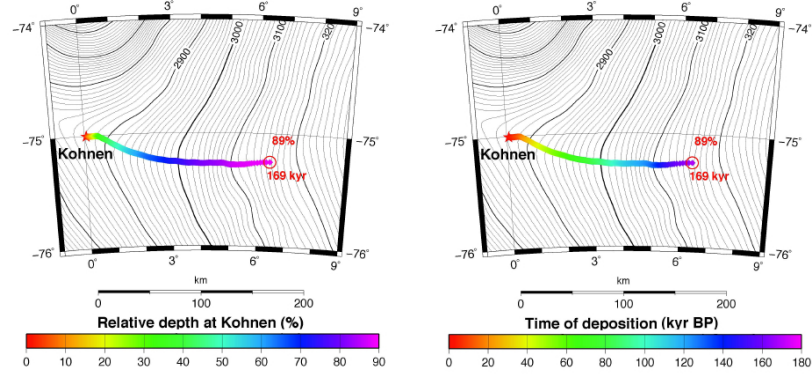 0° 3° 6° 9°
−74° −74°
2900 3000 3100 320
−75° −75°
Kohnen
89%
169 kyr
−76° −76°
0° 3° 6° 9°
km
0 100 200
Relative depth at Kohnen (%)
0 10 20 30 40 50 60 70 80 90
0° 3° 6° 9°
−74° −74°
2900 3000 3100 320
−75° −75°
Kohnen
89%
169 kyr
−76° −76°
0° 3° 6° 9°
km
0 100 200
Time of deposition (kyr BP)
0 20 40 60 80 100 120 140 160 180